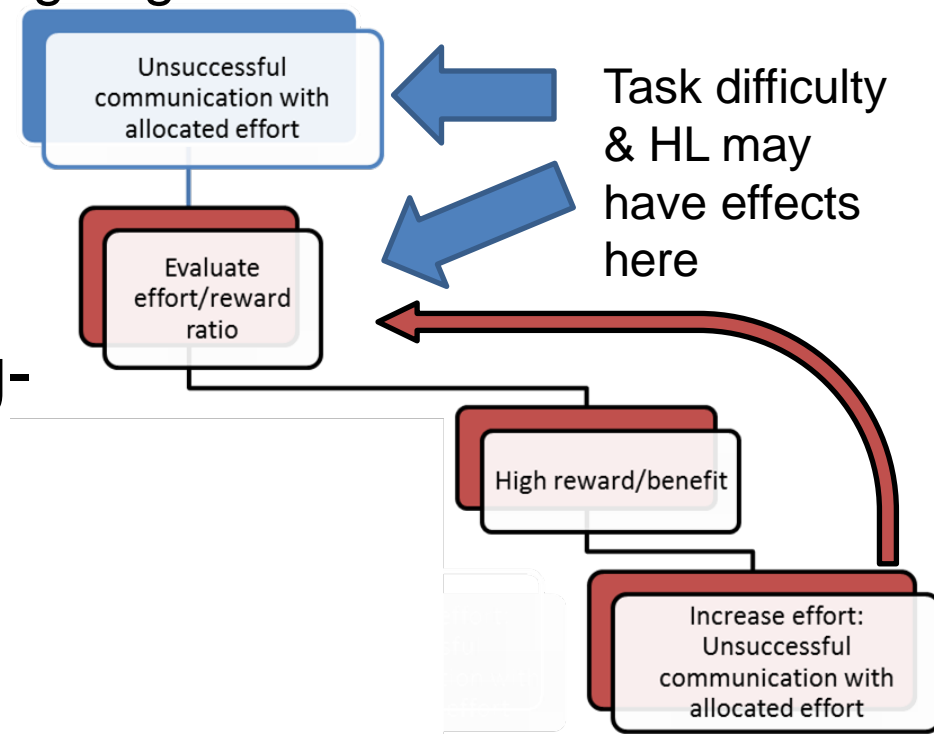 Unsuccessful
communication with
allocated effort
Task difficulty
& HL may
have effects
here
Evaluate
effort/reward
ratio
High reward/benefit
Increase effort:
Unsuccessful
communication with
allocated effort